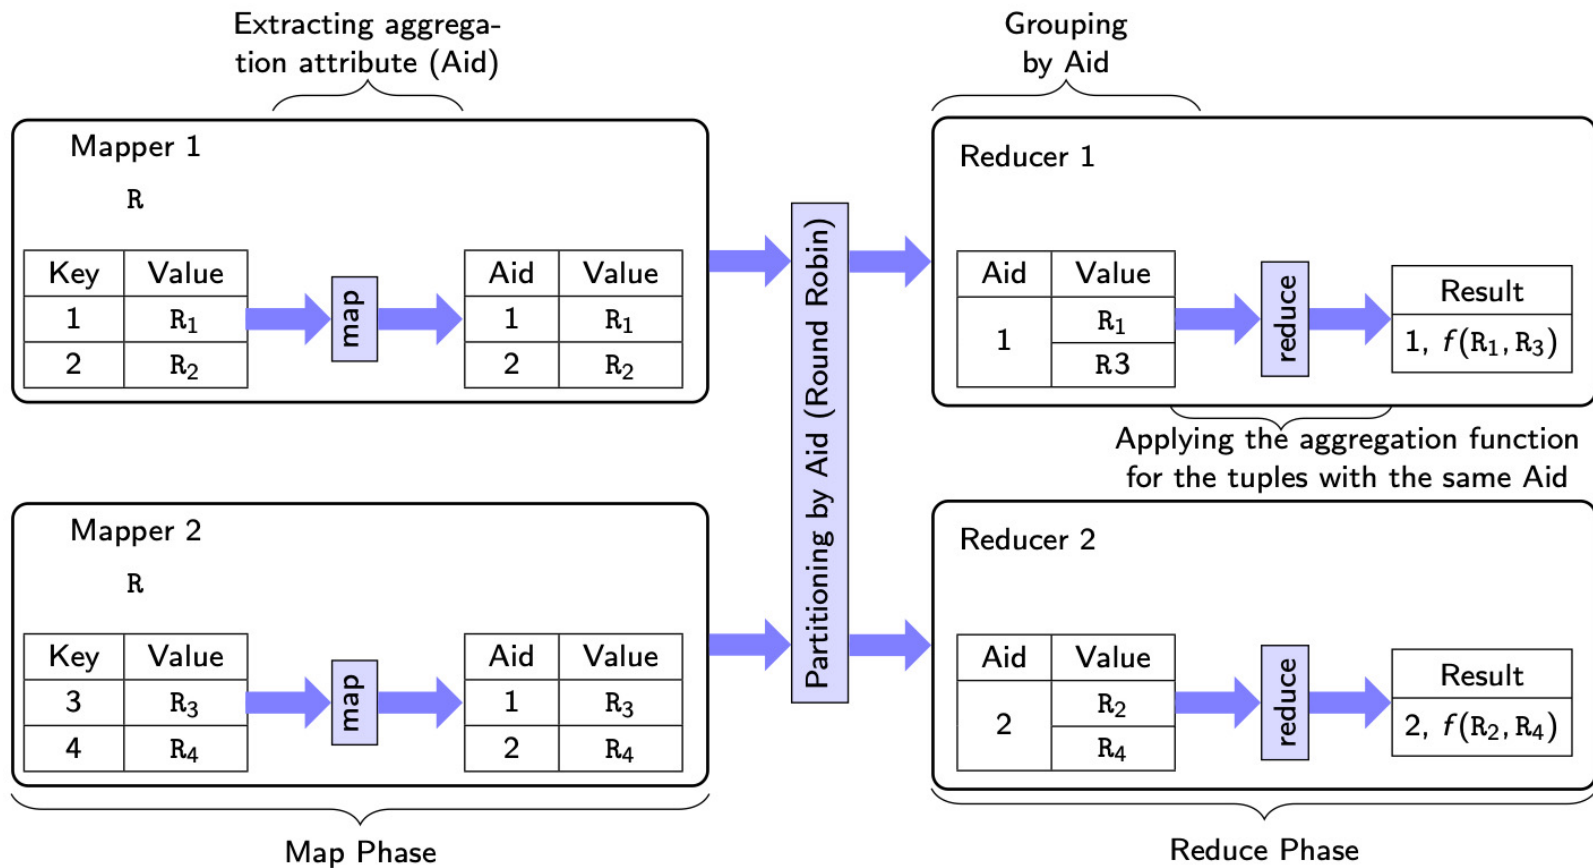 Extracting aggrega-
tion attribute (Aid)
Grouping
by Aid
Mapper 1
R
Key Value
1 R₁
2 R₂
map
Aid Value
1 R₁
2 R₂
Partitioning by Aid (Round Robin)
Reducer 1
Aid Value
1
R₁
R3
reduce
Result
1, f(R₁,R₃)
Applying the aggregation function
for the tuples with the same Aid
Mapper 2
R
Key Value
3 R₃
4 R₄
map
Aid Value
1 R₃
2 R₄
Reducer 2
Aid Value
2
R₂
R₄
reduce
Result
2, f(R₂,R₄)
Map Phase
Reduce Phase